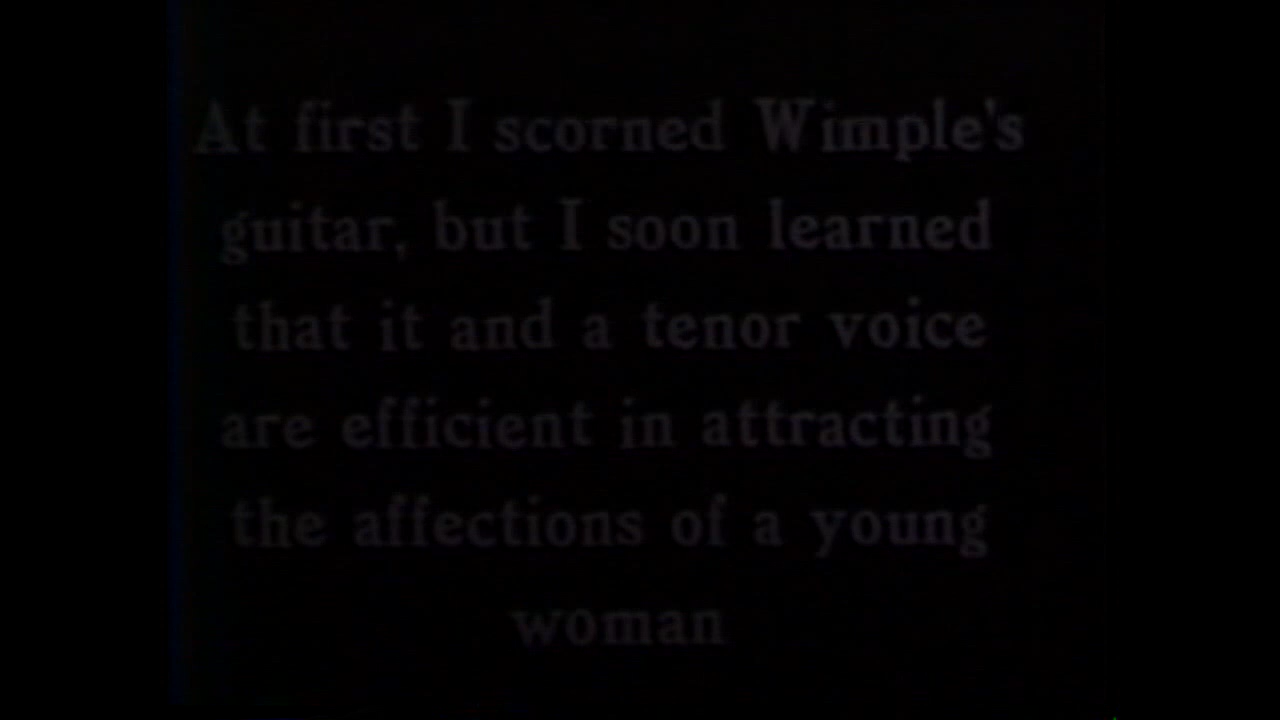 At first I scorned Wimple's
guitar, but I soon learned
that it and a tenor voice
are efficient in attracting
the affections of a young
woman